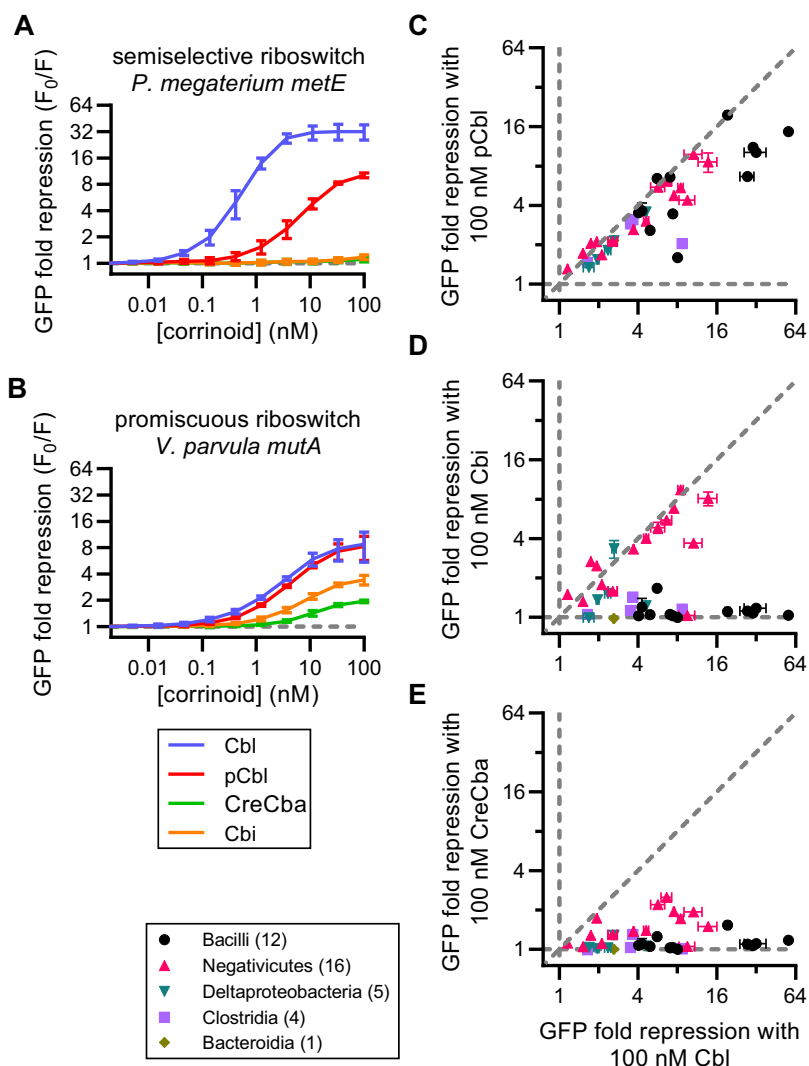 A
semiselective riboswitch
P. megaterium metE
GFP fold repression (F0/F)
64
32
16
8
4
2
1
0.01
0.1
1
10
100
[corrinoid] (nM)
B
promiscuous riboswitch
V. parvula mutA
GFP fold repression (F0/F)
64
32
16
8
4
2
1
0.01
0.1
1
10
100
[corrinoid] (nM)
Cbl
pCbl
CreCba
Cbi
Bacilli (12)
Negativicutes (16)
Deltaproteobacteria (5)
Clostridia (4)
Bacteroidia (1)
C
GFP fold repression with
100 nM pCbl
64
16
4
1
1
4
16
64
D
GFP fold repression with
100 nM Cbi
64
16
4
1
1
4
16
64
E
GFP fold repression with
100 nM CreCba
64
16
4
1
1
4
16
64
GFP fold repression with
100 nM Cbl